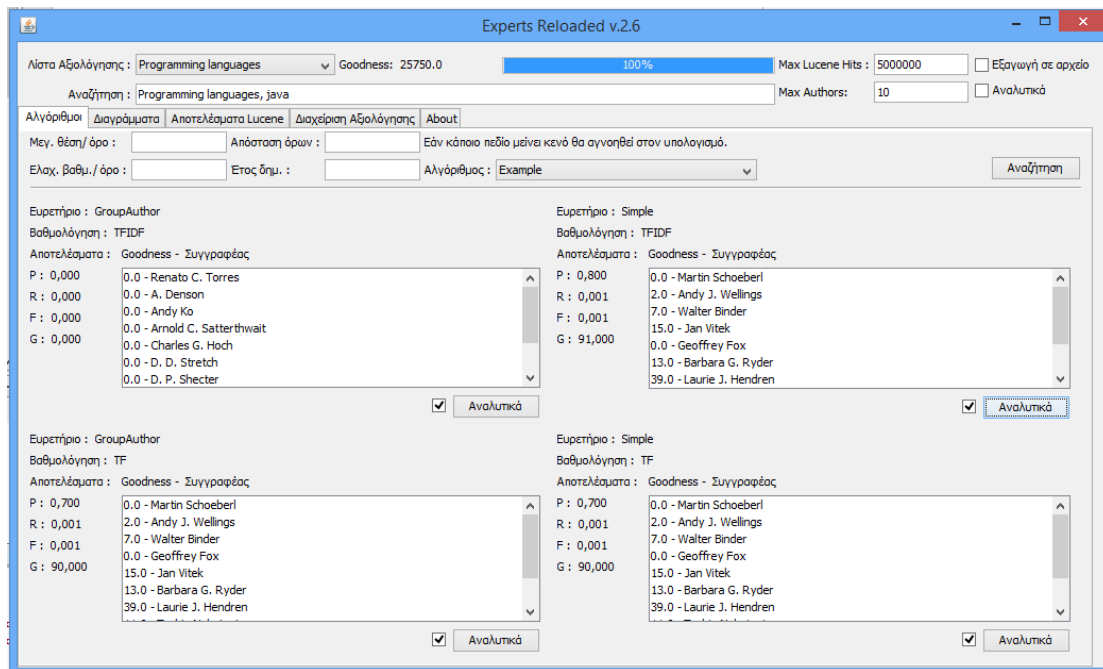 Experts Reloaded v.2.6
Λίστα Αξιολόγησης : Programming languages Goodness: 25750.0 100% Max Lucene Hits : 5000000 Εξαγωγή σε αρχείο
Αναζήτηση : Programming languages, java Max Authors: 10 Αναλυτικά
Αλγόριθμοι Διαγράμματα Αποτελέσματα Lucene Διαχείριση Αξιολόγησης About
Μεγ. θέση/ όρο : Απόσταση όρων : Εάν κάποιο πεδίο μείνει κενό θα αγνοηθεί στον υπολογισμό.
Ελαχ. βαθμ./ όρο : Έτος δημ. : Αλγόριθμος : Example Αναζήτηση
Ευρετήριο : GroupAuthor
Βαθμολόγηση : TFIDF
Αποτελέσματα : Goodness - Συγγραφέας
P : 0,000
R : 0,000
F : 0,000
G : 0,000
0.0 - Renato C. Torres
0.0 - A. Denson
0.0 - Andy Ko
0.0 - Arnold C. Satterthwait
0.0 - Charles G. Hoch
0.0 - D. D. Stretch
0.0 - D. P. Shecter
Αναλυτικά
Ευρετήριο : Simple
Βαθμολόγηση : TFIDF
Αποτελέσματα : Goodness - Συγγραφέας
P : 0,800
R : 0,001
F : 0,001
G : 91,000
0.0 - Martin Schoeberl
2.0 - Andy J. Wellings
7.0 - Walter Binder
15.0 - Jan Vitek
0.0 - Geoffrey Fox
13.0 - Barbara G. Ryder
39.0 - Laurie J. Hendren
Αναλυτικά
Ευρετήριο : GroupAuthor
Βαθμολόγηση : TF
Αποτελέσματα : Goodness - Συγγραφέας
P : 0,700
R : 0,001
F : 0,001
G : 90,000
0.0 - Martin Schoeberl
2.0 - Andy J. Wellings
7.0 - Walter Binder
0.0 - Geoffrey Fox
15.0 - Jan Vitek
13.0 - Barbara G. Ryder
39.0 - Laurie J. Hendren
Αναλυτικά
Ευρετήριο : Simple
Βαθμολόγηση : TF
Αποτελέσματα : Goodness - Συγγραφέας
P : 0,700
R : 0,001
F : 0,001
G : 90,000
0.0 - Martin Schoeberl
2.0 - Andy J. Wellings
7.0 - Walter Binder
0.0 - Geoffrey Fox
15.0 - Jan Vitek
13.0 - Barbara G. Ryder
39.0 - Laurie J. Hendren
Αναλυτικά